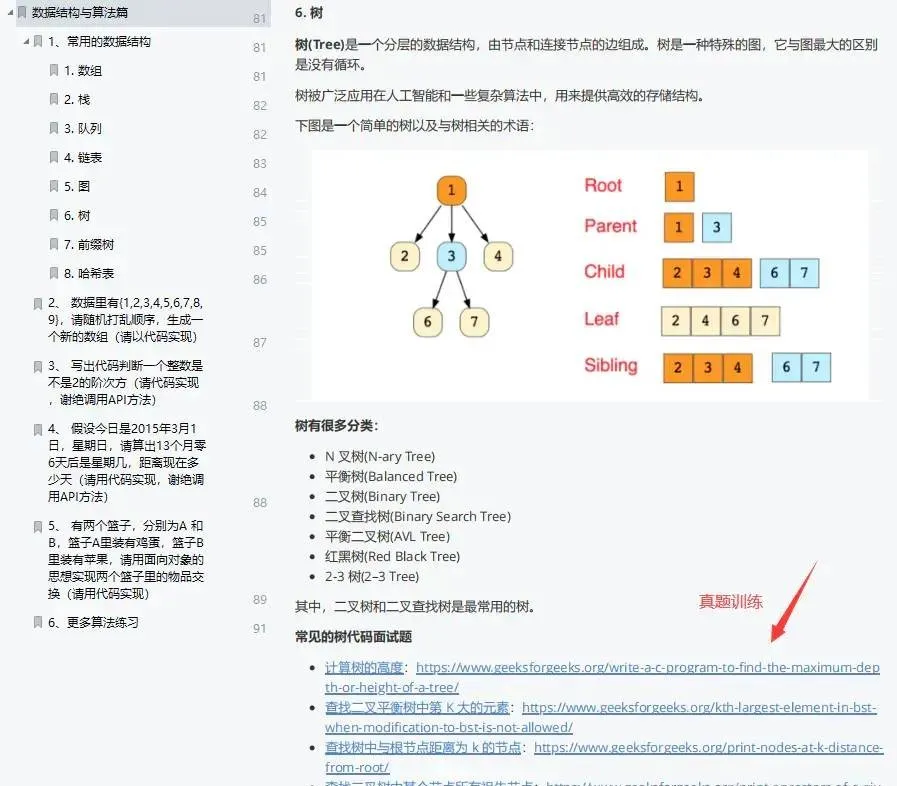 数据结构与算法篇 81
1、常用的数据结构 81
1. 数组 81
2. 栈 82
3. 队列 82
4. 链表 83
5. 图 84
6. 树 85
7. 前缀树 85
8. 哈希表 86
2、 数据里有{1,2,3,4,5,6,7,8,
9}，请随机打乱顺序，生成一
个新的数组（请以代码实现） 87
3、 写出代码判断一个整数是
不是2的阶次方（请代码实现
，谢绝调用API方法） 88
4、 假设今日是2015年3月1
日，星期日，请算出13个月零
6天后是星期几，距离现在多
少天（请用代码实现，谢绝调
用API方法） 88
5、 有两个篮子，分别为A 和
B，篮子A里装有鸡蛋，篮子B
里装有苹果，请用面向对象的
思想实现两个篮子里的物品交
换（请用代码实现） 89
6、更多算法练习 91
6. 树
树(Tree)是一个分层的数据结构，由节点和连接节点的边组成。树是一种特殊的图，它与图最大的区别
是没有循环。
树被广泛应用在人工智能和一些复杂算法中，用来提供高效的存储结构。
下图是一个简单的树以及与树相关的术语：
1
2 3 4
6 7
Root 1
Parent 1 3
Child 2 3 4 6 7
Leaf 2 4 6 7
Sibling 2 3 4 6 7
树有很多分类：
N 叉树(N-ary Tree)
平衡树(Balanced Tree)
二叉树(Binary Tree)
二叉查找树(Binary Search Tree)
平衡二叉树(AVL Tree)
红黑树(Red Black Tree)
2-3 树(2–3 Tree)
其中，二叉树和二叉查找树是最常用的树。
真题训练
常见的树代码面试题
计算树的高度：https://www.geeksforgeeks.org/write-a-c-program-to-find-the-maximum-dep
th-or-height-of-a-tree/
查找二叉平衡树中第 K 大的元素：https://www.geeksforgeeks.org/kth-largest-element-in-bst-
when-modification-to-bst-is-not-allowed/
查找树中与根节点距离为 k 的节点：https://www.geeksforgeeks.org/print-nodes-at-k-distance-
from-root/